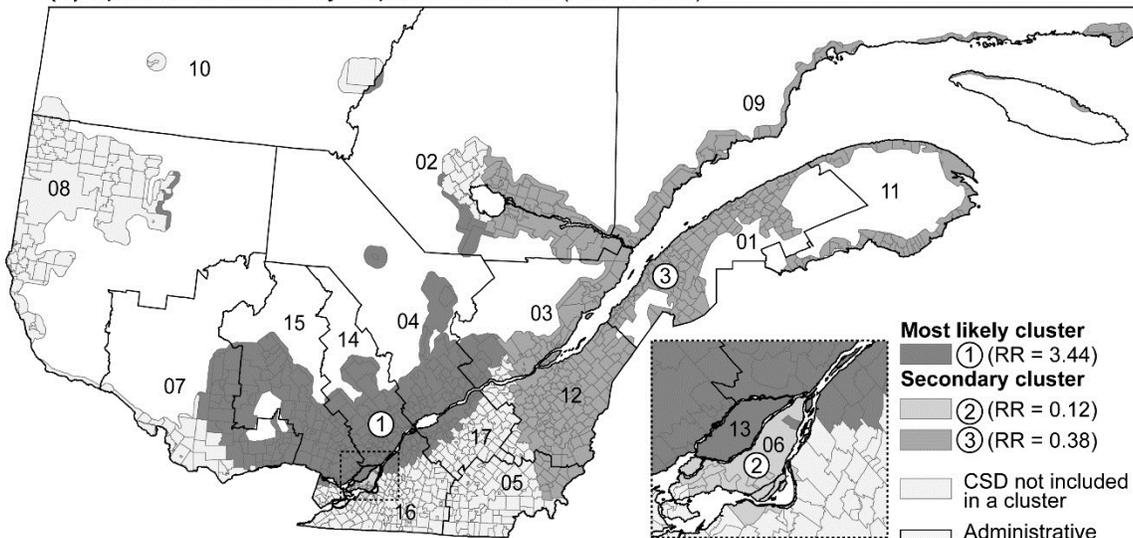 10
09
02
08
11
01
3
03
15
04
14
07
12
1
17
05
16
13
06
2
Most likely cluster
1 (RR = 3.44)
Secondary cluster
2 (RR = 0.12)
3 (RR = 0.38)
CSD not included
in a cluster
Administrative